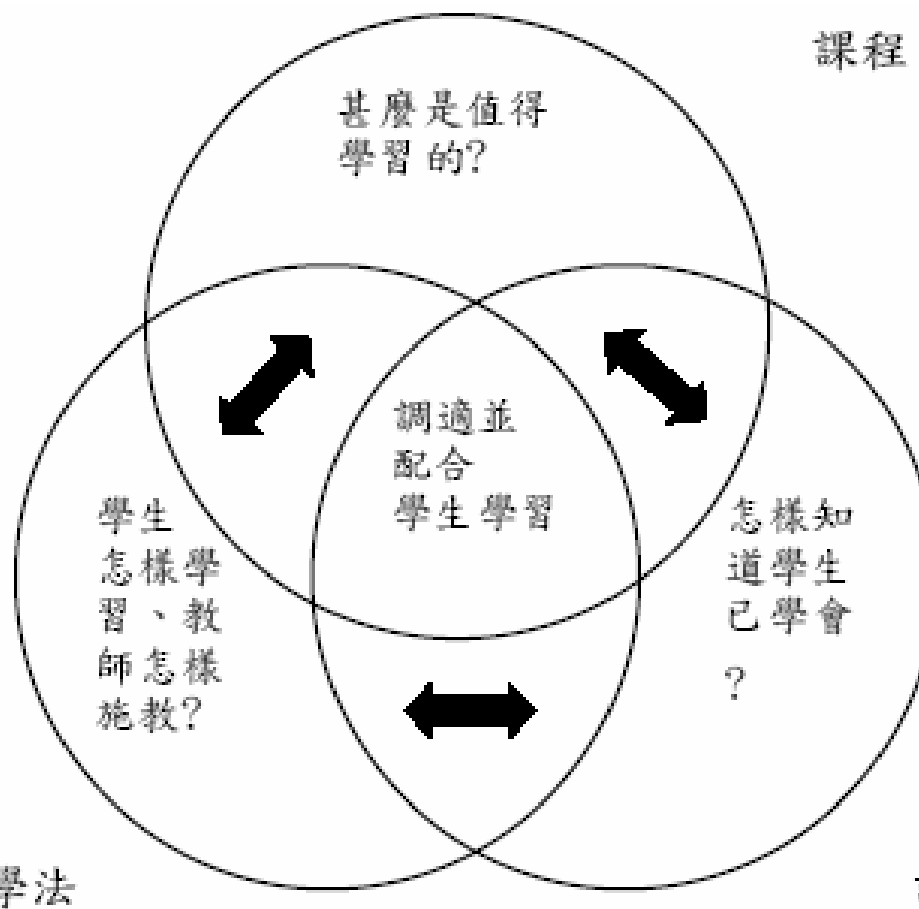 課程
甚麼是值得
學習的?
調適並
配合
學生學習
學生
怎樣學
習、教
師怎樣
施教?
怎樣知
道學生
已學會
?
學法